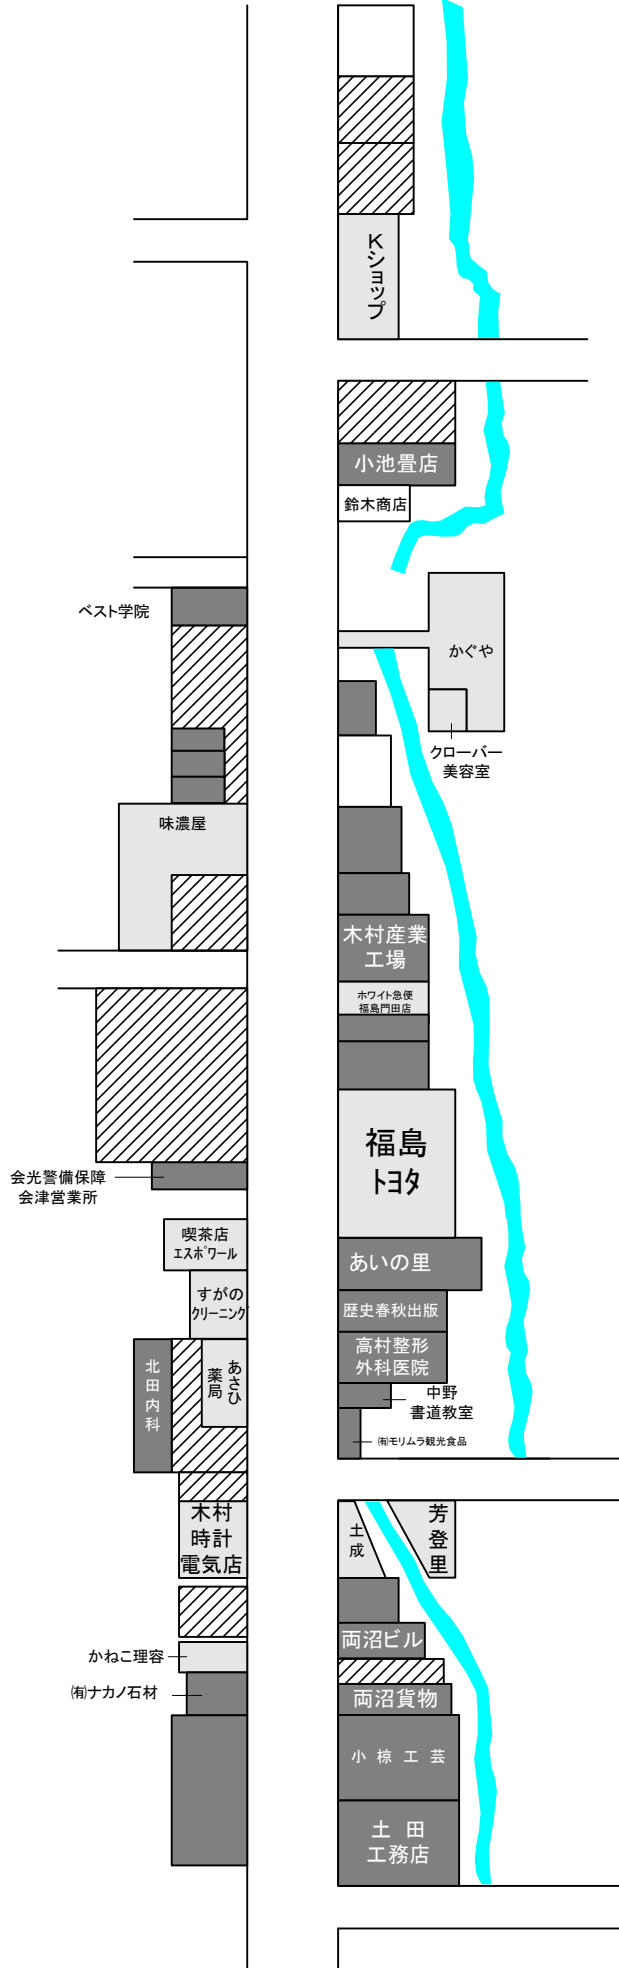 Kショップ
小池畳店
鈴木商店
かぐや
クローバー
美容室
ベスト学院
味濃屋
木村産業
工場
ホワイト急便
福島門田店
福島
トヨタ
会光警備保障
会津営業所
喫茶店
エスポワール
すがの
クリーニング
あさひ
薬局
北田内科
あいの里
歴史春秋出版
高村整形
外科医院
中野
書道教室
㈲モリムラ観光食品
木村
時計
電気店
土成
芳登里
両沼ビル
かねこ理容
㈲ナカノ石材
両沼貨物
小椋工芸
土田
工務店